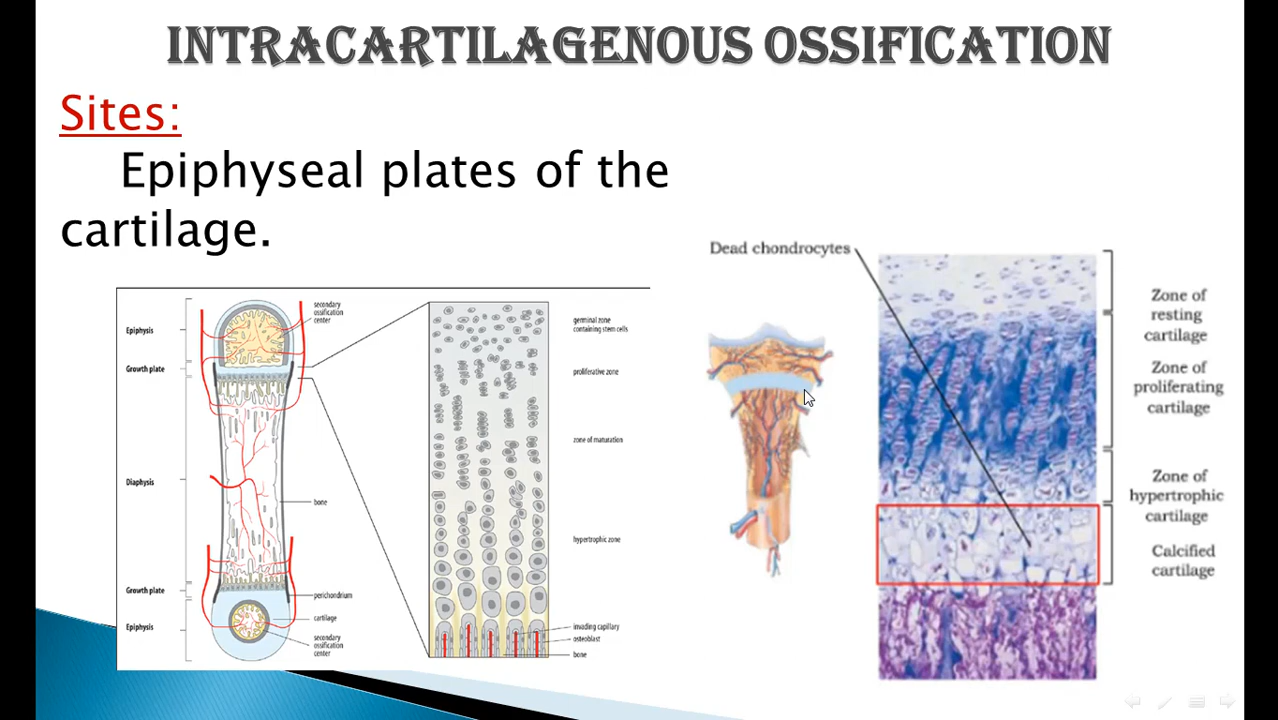 INTRACARTILAGENOUS OSSIFICATION
Sites:
Epiphyseal plates of the
cartilage.
Epiphysis
Growth plate
Diaphysis
Growth plate
Epiphysis
secondary
ossification
center
bone
perichondrium
cartilage
secondary
ossification
center
germinal zone
containing stem cells
proliferative zone
zone of maturation
hypertrophic zone
invading capillary
osteoblast
bone
Dead chondrocytes
Zone of
resting
cartilage
Zone of
proliferating
cartilage
Zone of
hypertrophic
cartilage
Calcified
cartilage